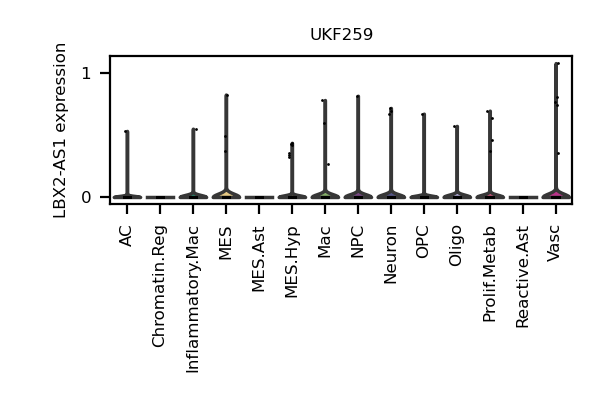 UKF259
LBX2-AS1 expression
1
0
AC
Chromatin.Reg
Inflammatory.Mac
MES
MES.Ast
MES.Hyp
Mac
NPC
Neuron
OPC
Oligo
Prolif.Metab
Reactive.Ast
Vasc